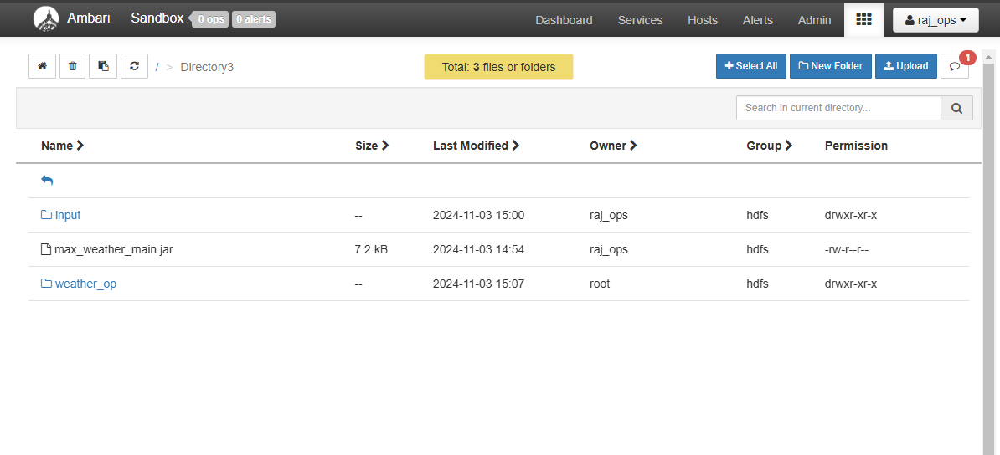 Ambari Sandbox 0 ops 0 alerts Dashboard Services Hosts Alerts Admin raj_ops
/ > Directory3 Total: 3 files or folders Select All New Folder Upload 1
Search in current directory...
Name Size Last Modified Owner Group Permission
input -- 2024-11-03 15:00 raj_ops hdfs drwxr-xr-x
max_weather_main.jar 7.2 kB 2024-11-03 14:54 raj_ops hdfs -rw-r--r--
weather_op -- 2024-11-03 15:07 root hdfs drwxr-xr-x